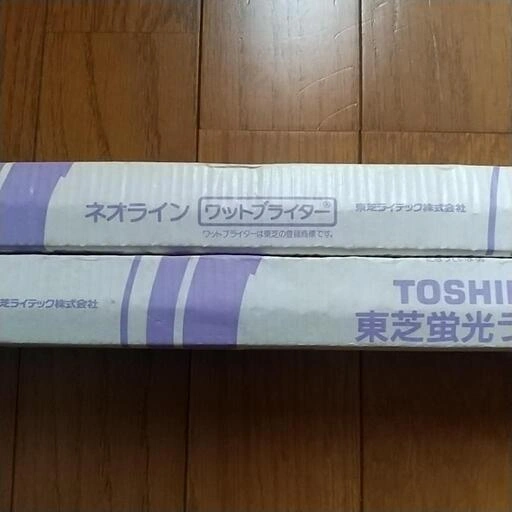 ネオライン ワットブライター® 東芝ライテック株式会社
ワットブライターは東芝の登録商標です。
芝ライテック株式会社
TOSHI
東芝蛍光ラ